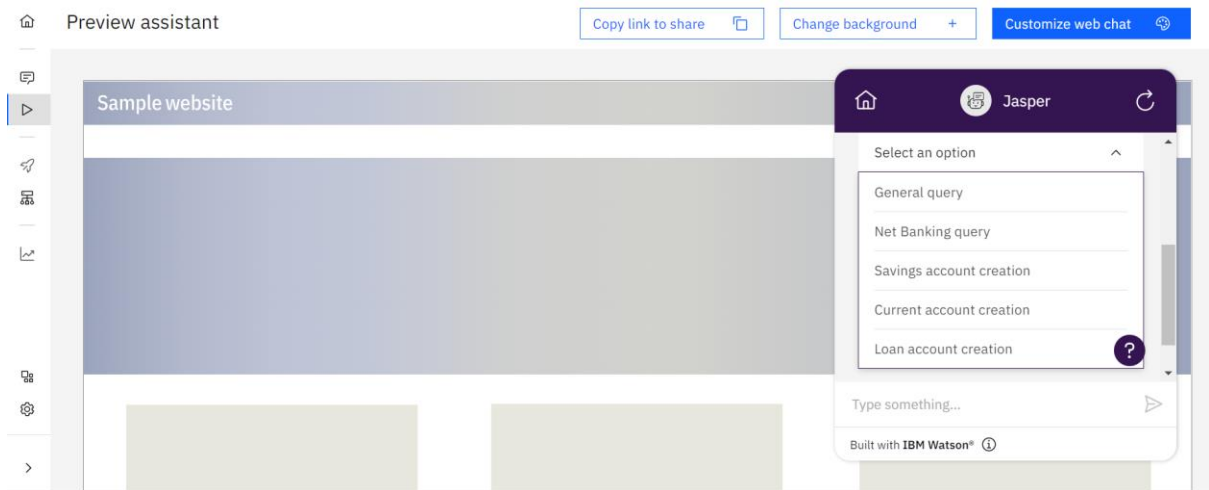 Preview assistant
Copy link to share
Change background +
Customize web chat
Sample website
Jasper
Select an option
General query
Net Banking query
Savings account creation
Current account creation
Loan account creation
?
Type something...
Built with IBM Watson®